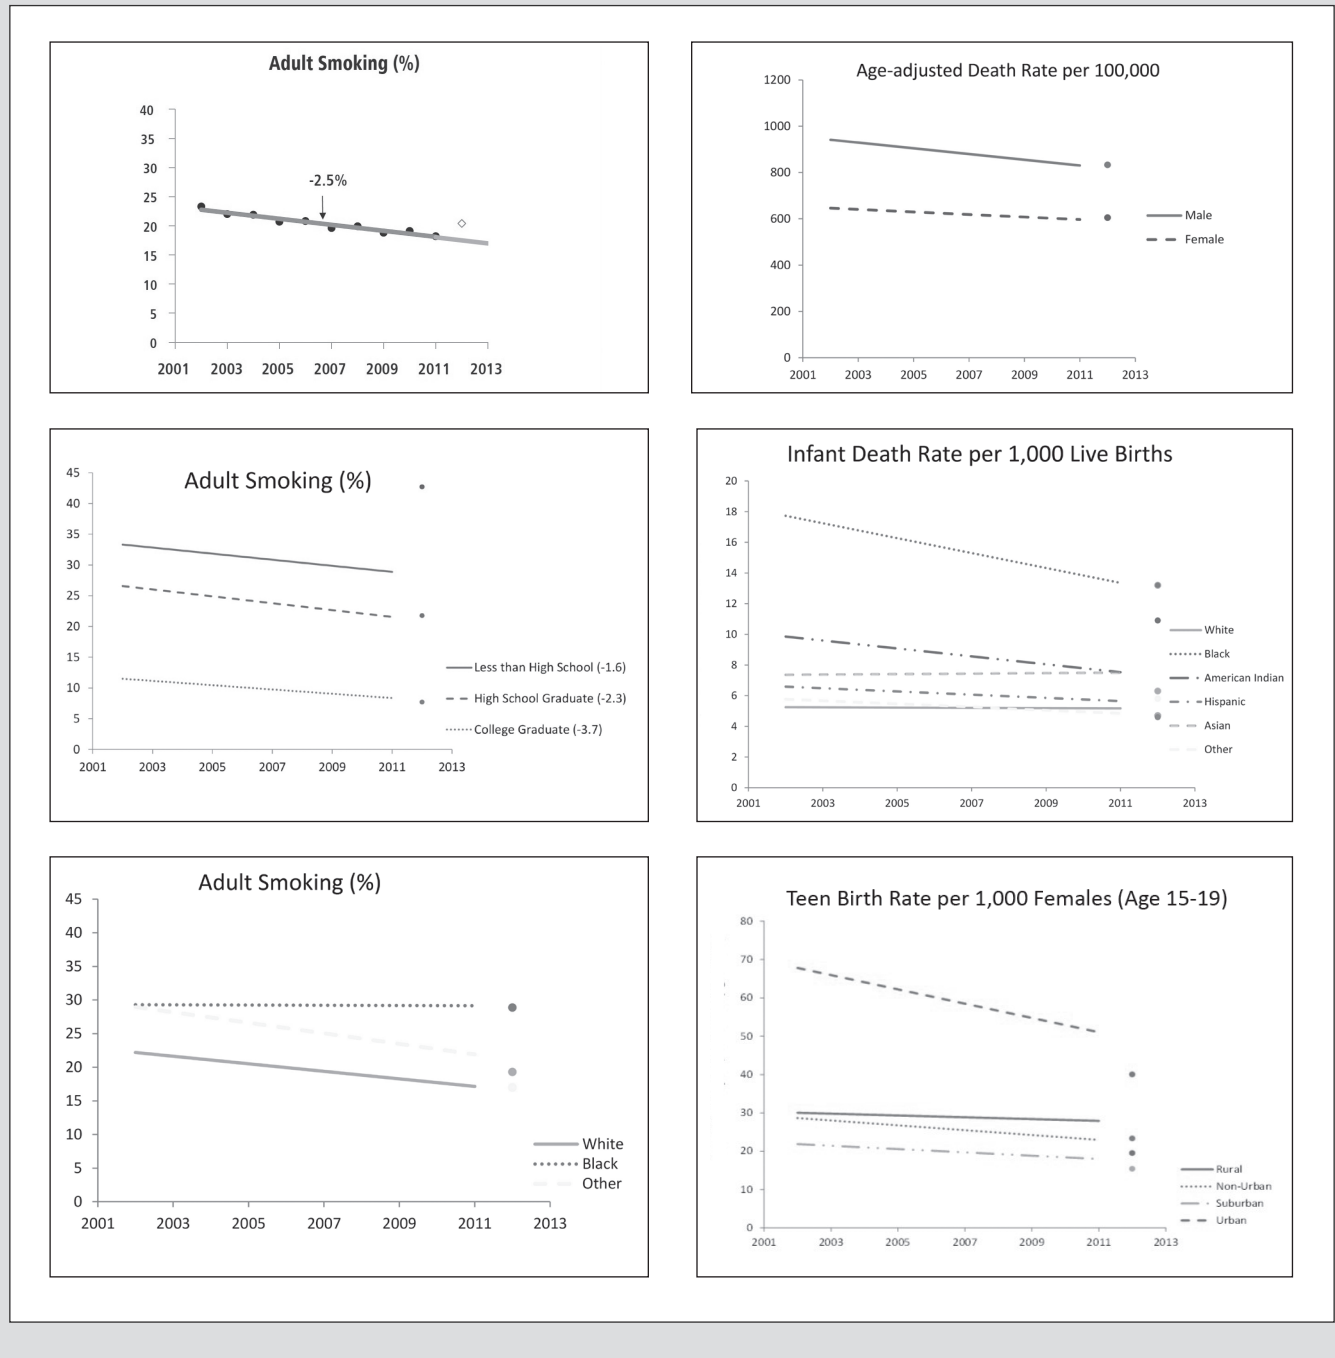 Adult Smoking (%)
40
35
30
25
20
15
10
5
0
-2.5%
2001 2003 2005 2007 2009 2011 2013
Age-adjusted Death Rate per 100,000
1200
1000
800
600
400
200
0
2001 2003 2005 2007 2009 2011 2013
Male
Female
Adult Smoking (%)
45
40
35
30
25
20
15
10
5
0
2001 2003 2005 2007 2009 2011 2013
Less than High School (-1.6)
High School Graduate (-2.3)
College Graduate (-3.7)
Infant Death Rate per 1,000 Live Births
20
18
16
14
12
10
8
6
4
2
0
2001 2003 2005 2007 2009 2011 2013
White
Black
American Indian
Hispanic
Asian
Other
Adult Smoking (%)
45
40
35
30
25
20
15
10
5
0
2001 2003 2005 2007 2009 2011 2013
White
Black
Other
Teen Birth Rate per 1,000 Females (Age 15-19)
80
70
60
50
40
30
20
10
0
2001 2003 2005 2007 2009 2011 2013
Rural
Non-Urban
Suburban
Urban